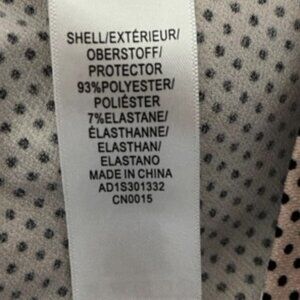 SHELL/EXTÉRIEUR/
OBERSTOFF/
PROTECTOR
93%POLYESTER/
POLIÉSTER
7%ELASTANE/
ÉLASTHANNE/
ELASTHAN/
ELASTANO
MADE IN CHINA
AD1S301332
CN0015